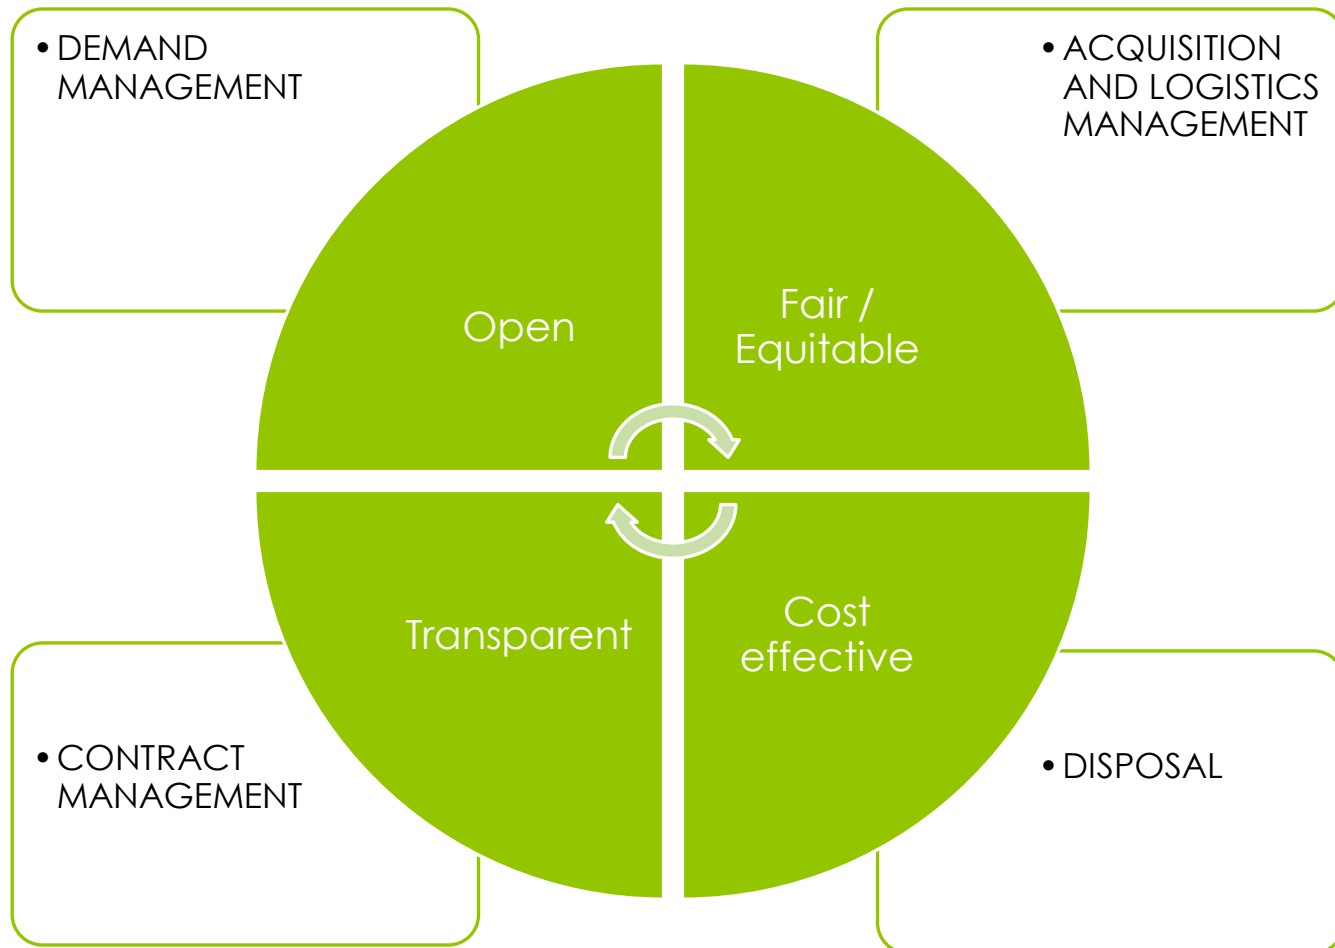 • DEMAND
MANAGEMENT
• ACQUISITION
AND LOGISTICS
MANAGEMENT
Open
Fair /
Equitable
Transparent
Cost
effective
• CONTRACT
MANAGEMENT
• DISPOSAL